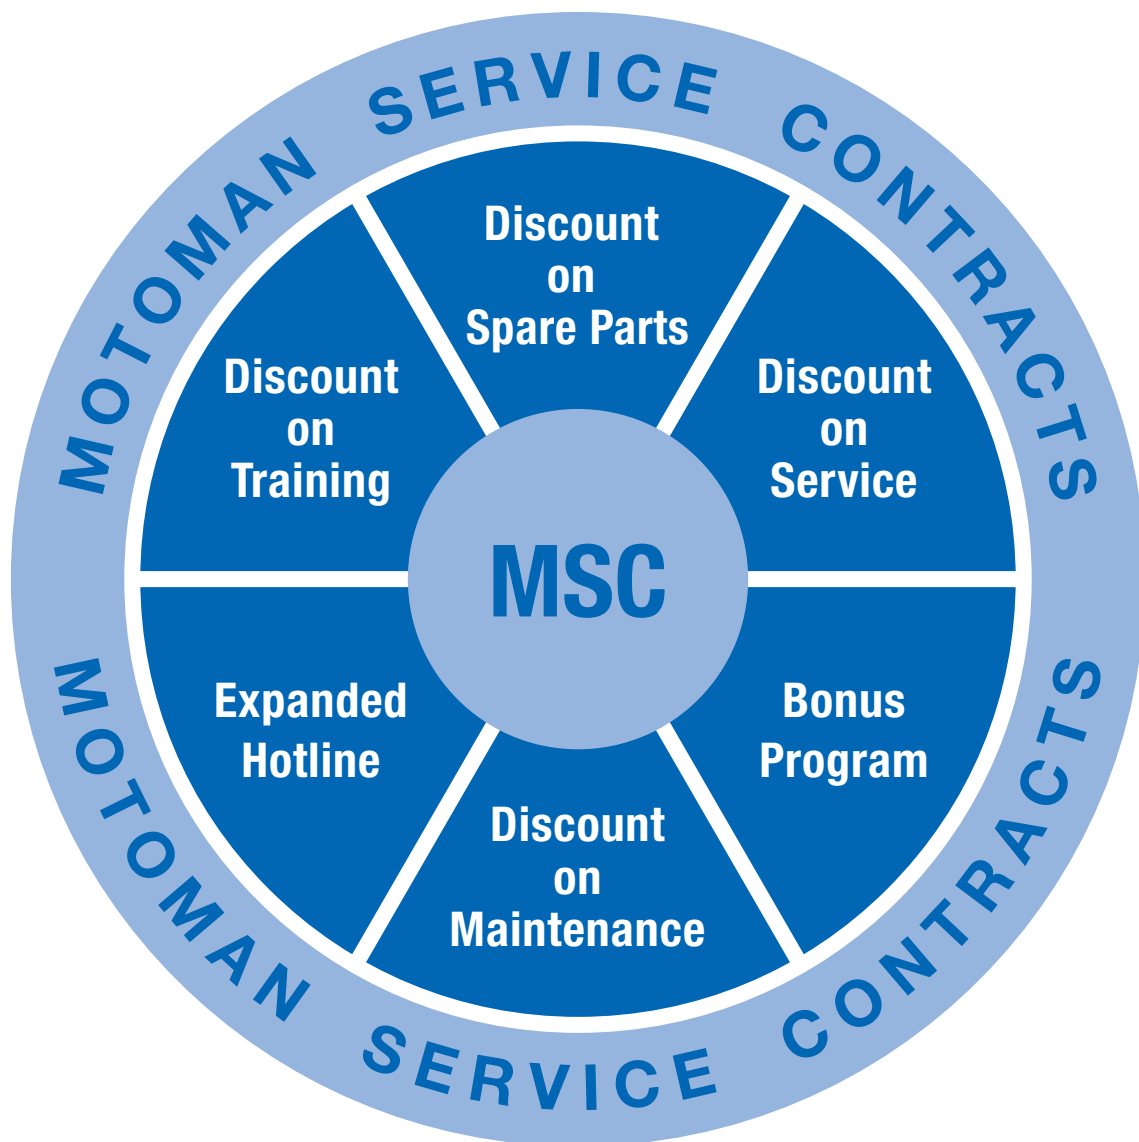 MOTOMAN SERVICE CONTRACTS
Discount
on
Spare Parts
Discount
on
Training
Discount
on
Service
MSC
Expanded
Hotline
Bonus
Program
Discount
on
Maintenance
MOTOMAN SERVICE CONTRACTS